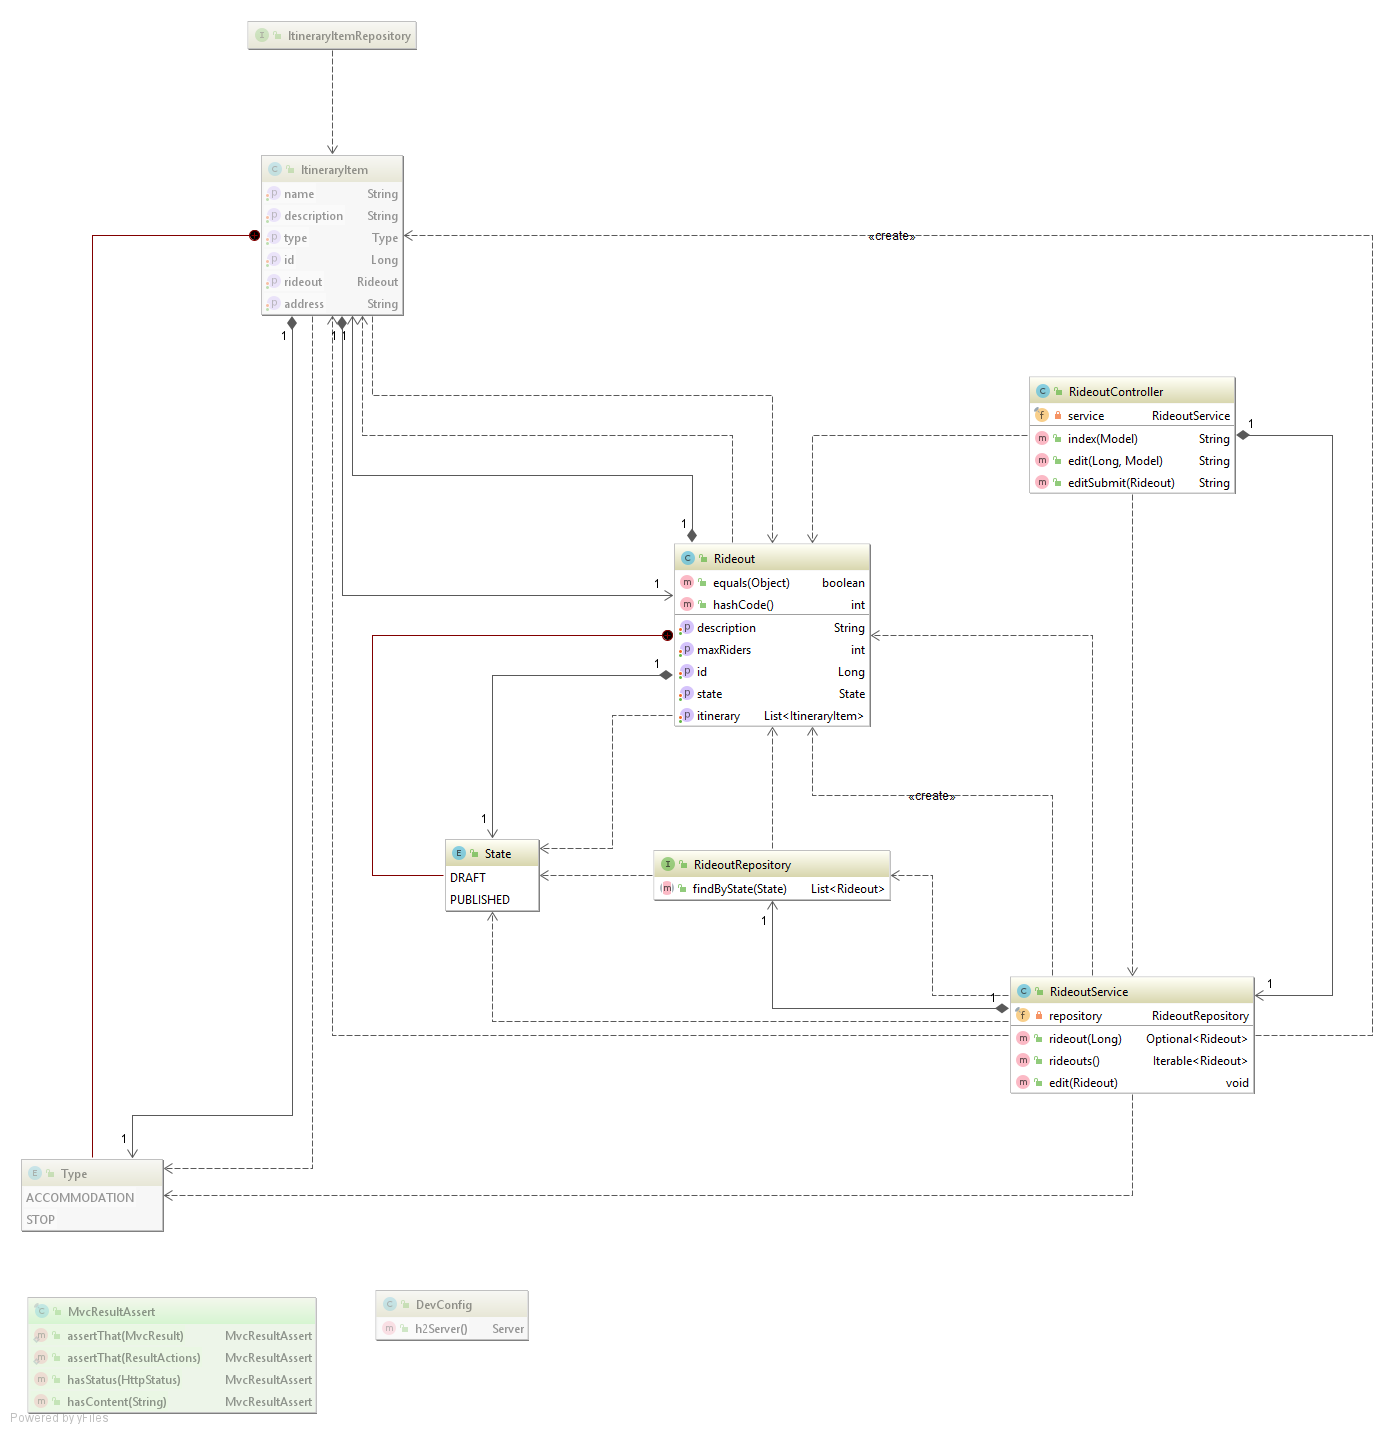 I ItineraryItemRepository
C ItineraryItem
p name String
p description String
p type Type
p id Long
p rideout Rideout
p address String
«create»
1
1
1
C RideoutController
f service RideoutService
m index(Model) String
m edit(Long, Model) String
m editSubmit(Rideout) String
1
1
C Rideout
m equals(Object) boolean
m hashCode() int
p description String
p maxRiders int
p id Long
p state State
p itinerary List<ItineraryItem>
1
1
«create»
1
E State
DRAFT
PUBLISHED
I RideoutRepository
m findByState(State) List<Rideout>
1
C RideoutService
f repository RideoutRepository
m rideout(Long) Optional<Rideout>
m rideouts() Iterable<Rideout>
m edit(Rideout) void
1
1
1
E Type
ACCOMMODATION
STOP
C MvcResultAssert
m assertThat(MvcResult) MvcResultAssert
m assertThat(ResultActions) MvcResultAssert
m hasStatus(HttpStatus) MvcResultAssert
m hasContent(String) MvcResultAssert
C DevConfig
m h2Server() Server
Powered by yFiles